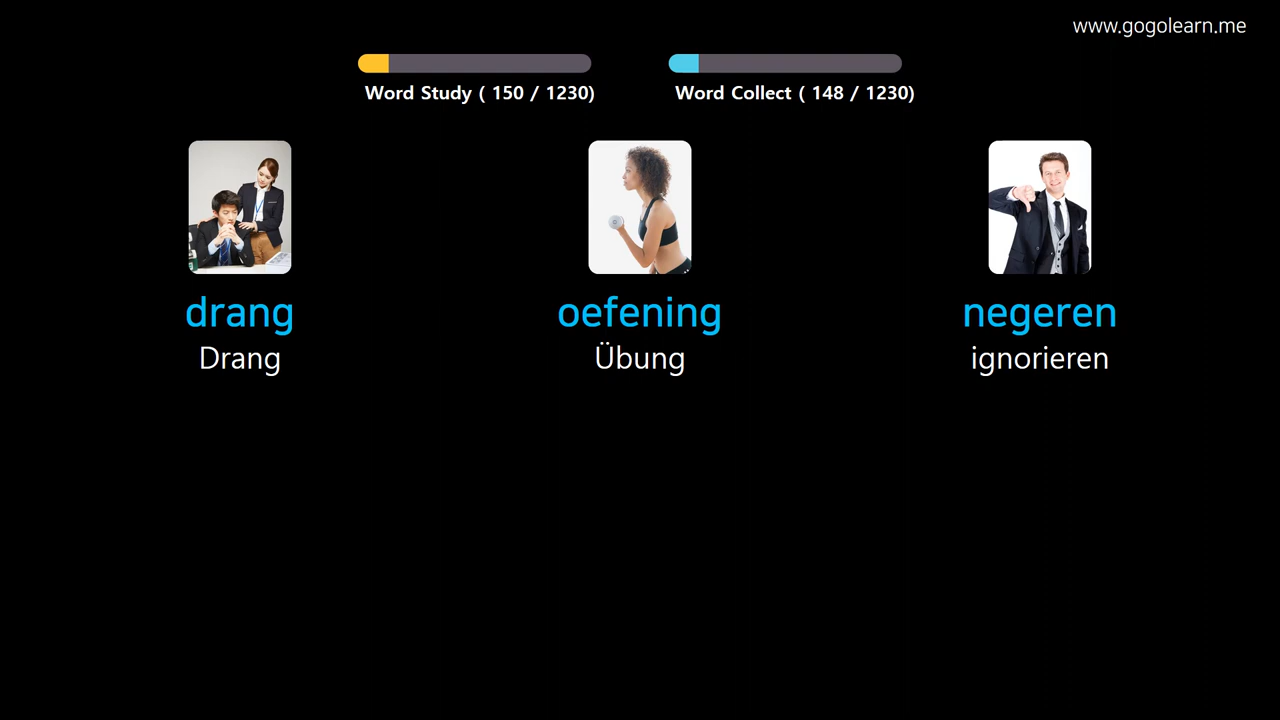 www.gogolearn.me
Word Study ( 150 / 1230)
Word Collect ( 148 / 1230)
drang
oefening
negeren
Drang
Übung
ignorieren